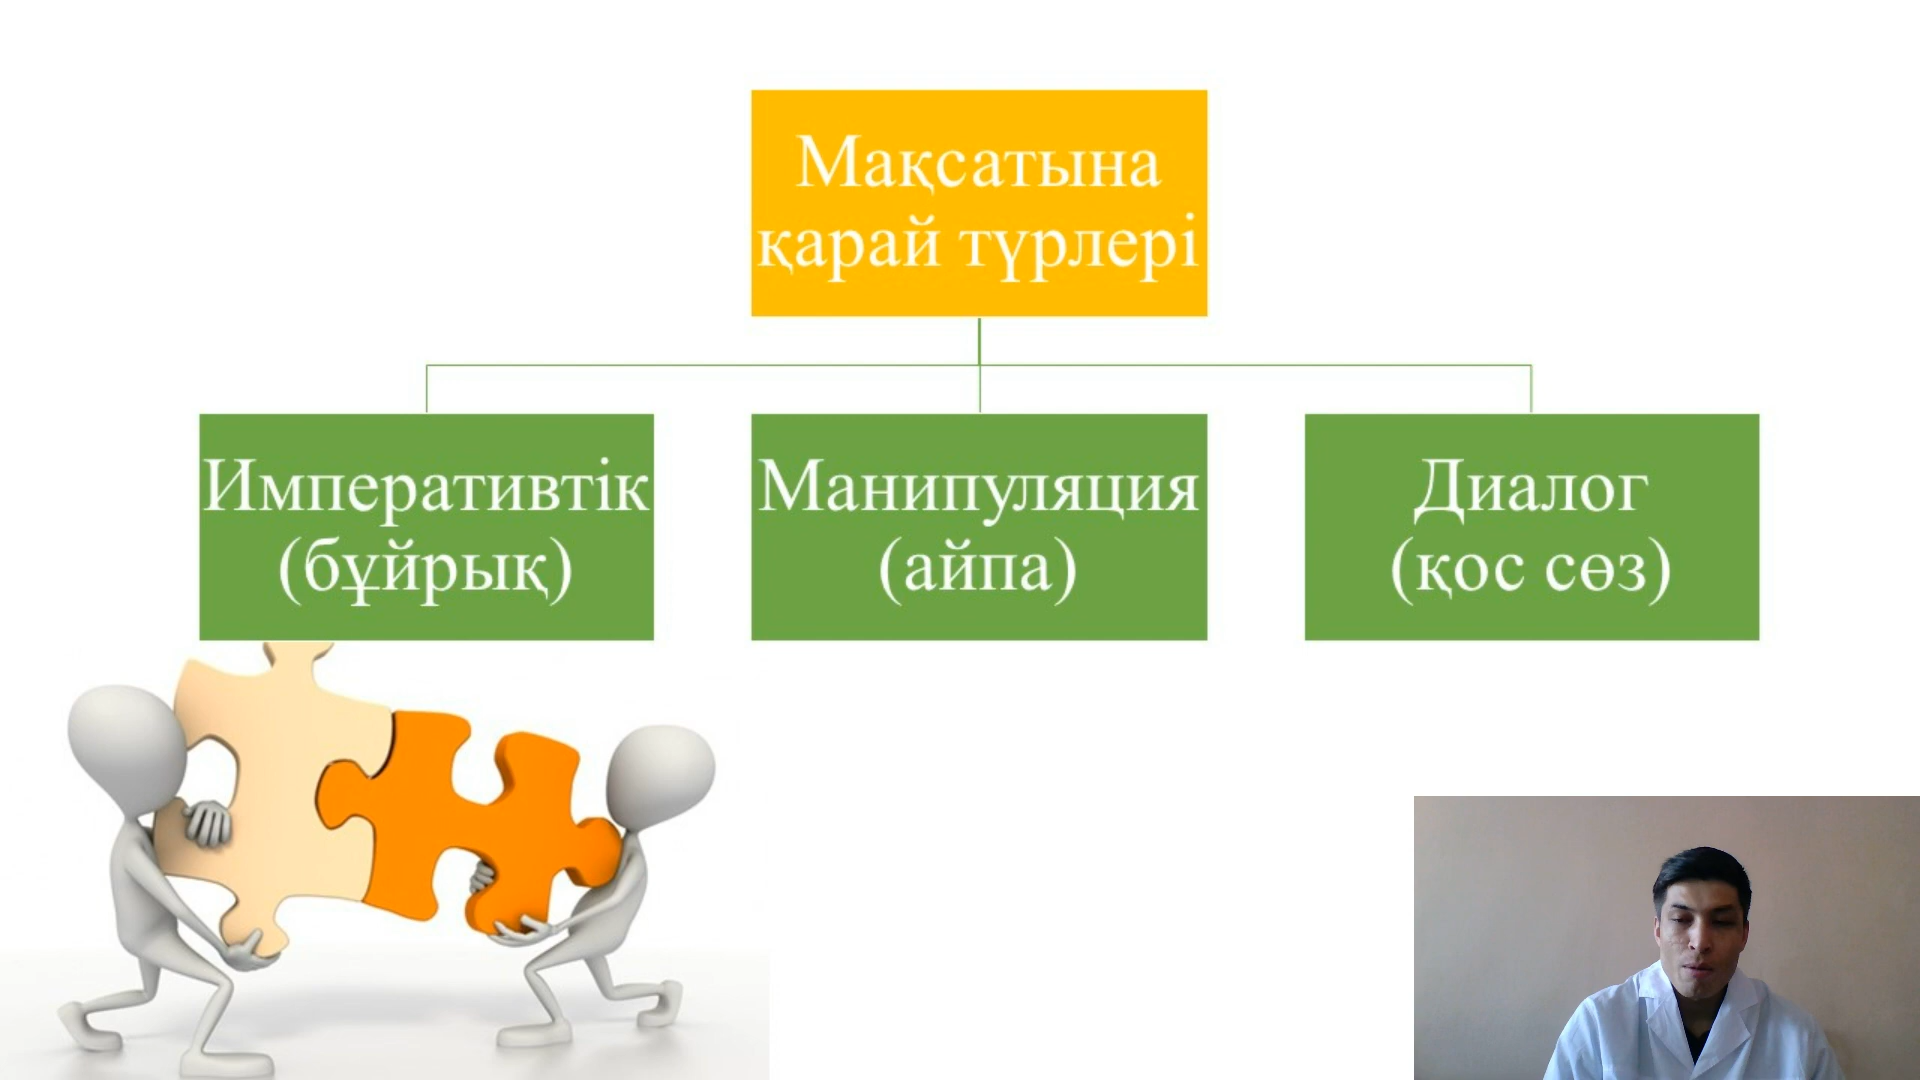 Мақсатына
қарай түрлері
Императивтік
(бұйрық)
Манипуляция
(айпа)
Диалог
(қос сөз)